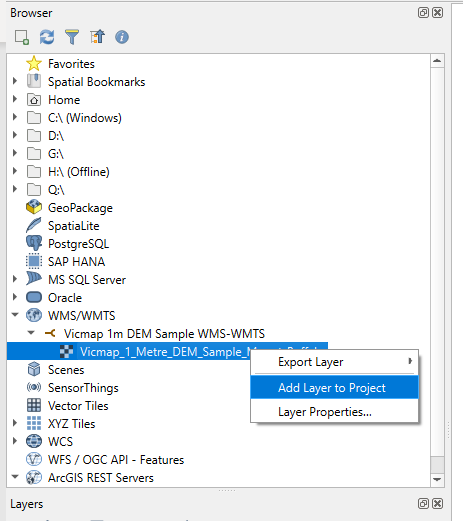 Browser
Favorites
Spatial Bookmarks
Home
C:\ (Windows)
D:\
G:\
H:\ (Offline)
Q:\
GeoPackage
SpatiaLite
PostgreSQL
SAP HANA
MS SQL Server
Oracle
WMS/WMTS
Vicmap 1m DEM Sample WMS-WMTS
Vicmap_1_Metre_DEM_Sample_
Export Layer
Add Layer to Project
Layer Properties...
Scenes
SensorThings
Vector Tiles
XYZ Tiles
WCS
WFS / OGC API - Features
ArcGIS REST Servers
Layers